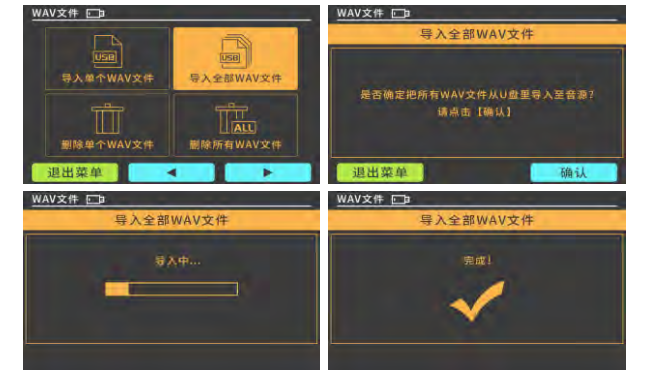 WAV文件
USB
USB
导入单个WAV文件
导入全部WAV文件
ALL
删除单个WAV文件
删除所有WAV文件
退出菜单
WAV文件
导入全部WAV文件
是否确定把所有WAV文件从U盘里导入至音源?
请点击【确认】
退出菜单
确认
WAV文件
导入全部WAV文件
导入中...
WAV文件
导入全部WAV文件
完成!